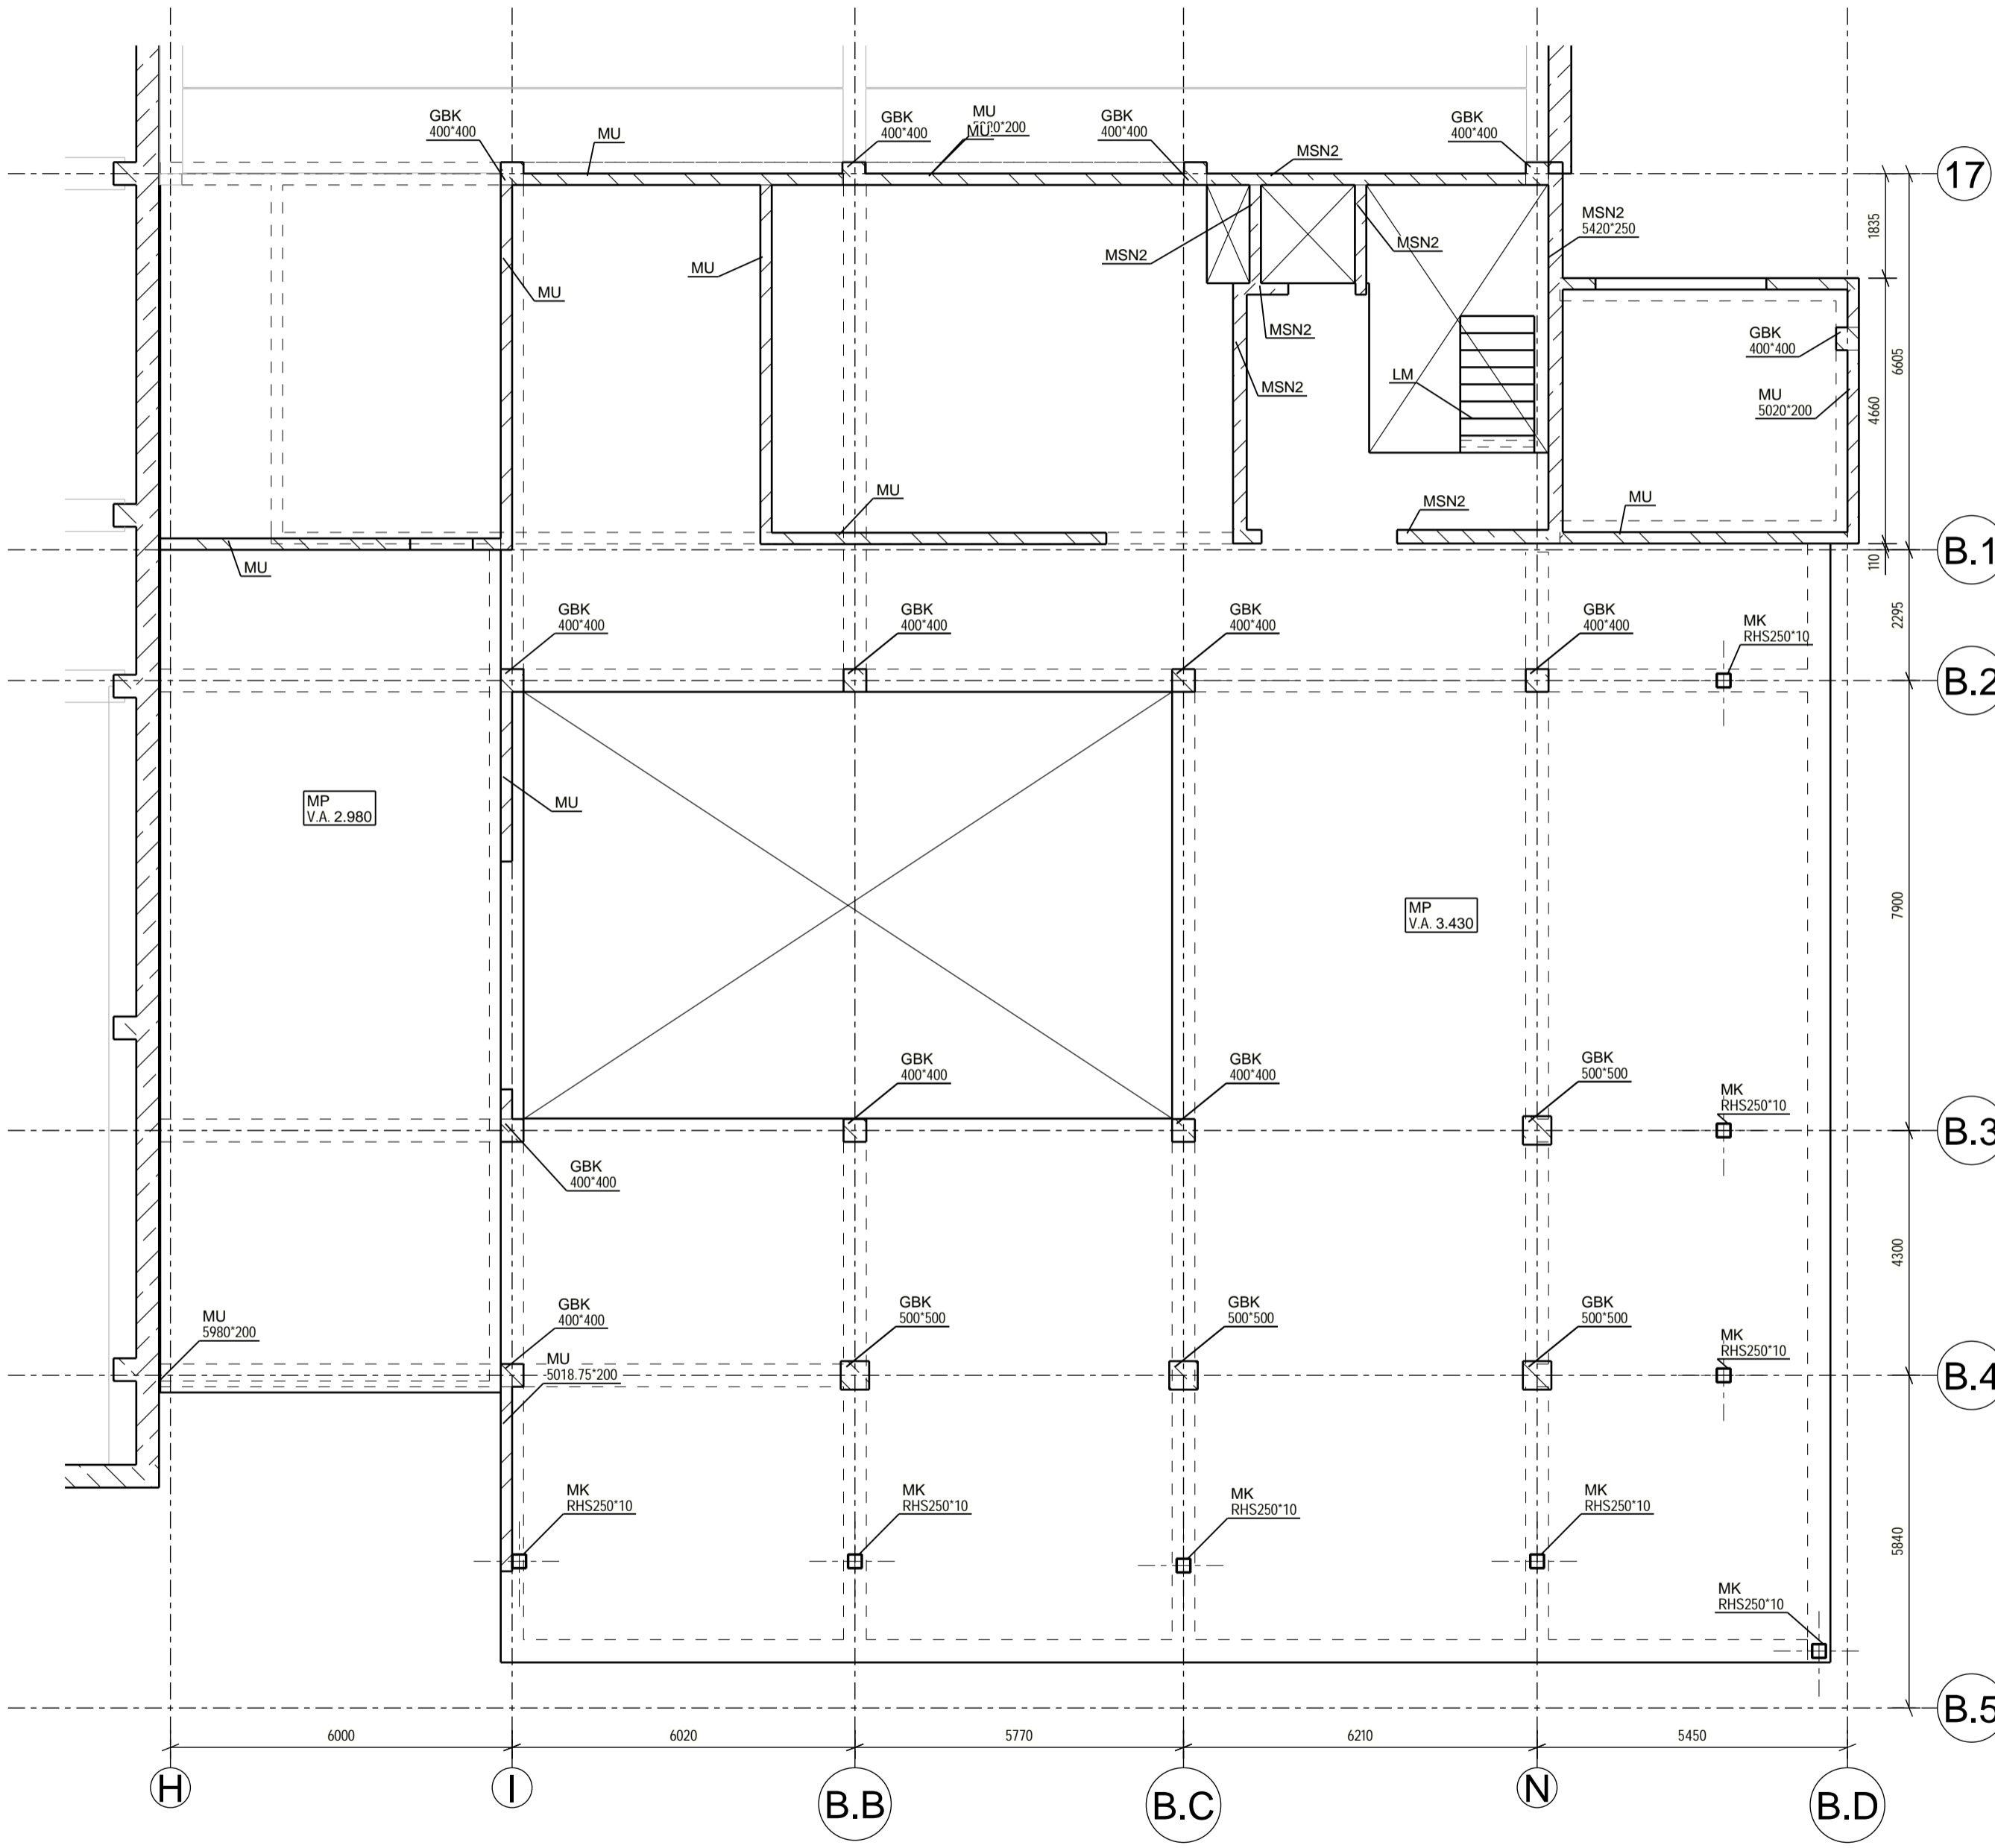 GBK
400*400
MU
GBK
400*400
MU
MU
GBK
400*400
MSN2
GBK
400*400
17
MSN2
5420*250
1835
MSN2
MSN2
MU
MU
MSN2
GBK
400*400
6605
MSN2
LM
MU
5020*200
4660
MU
MSN2
MU
MU
B.1
110
GBK
400*400
GBK
400*400
GBK
400*400
GBK
400*400
MK
RHS250*10
2295
B.2
MP
V.A. 2.980
MU
MP
V.A. 3.430
7900
GBK
400*400
GBK
400*400
GBK
500*500
MK
RHS250*10
B.3
GBK
400*400
4300
MU
5980*200
GBK
400*400
GBK
500*500
GBK
500*500
GBK
500*500
MK
RHS250*10
MU
5018.75*200
B.4
MK
RHS250*10
MK
RHS250*10
MK
RHS250*10
MK
RHS250*10
5840
MK
RHS250*10
B.5
6000
6020
5770
6210
5450
H
I
B.B
B.C
N
B.D